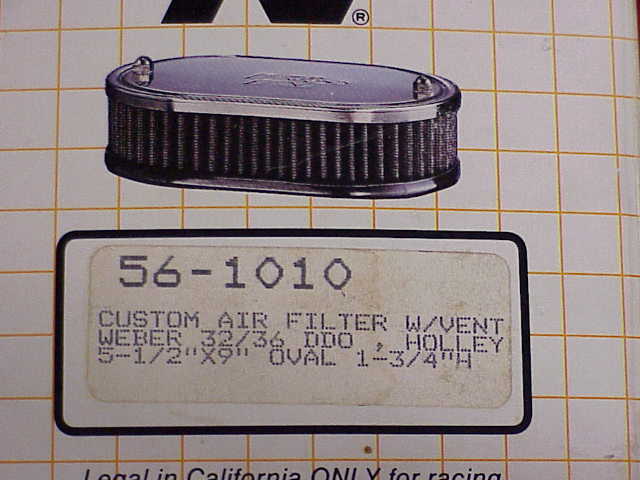 ®
56-1010
CUSTOM AIR FILTER W/VENT
WEBER 32/36 DDO , HOLLEY
5-1/2"X9" OVAL 1-3/4"H
Legal in California ONLY for racing